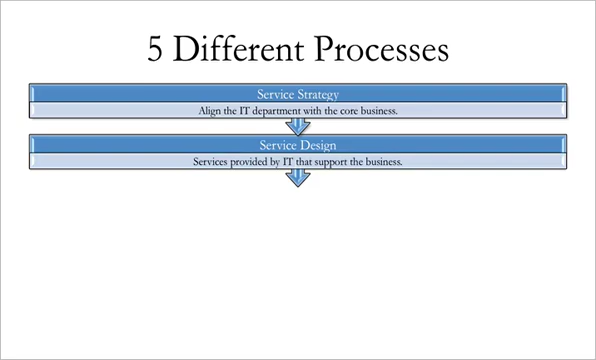 5 Different Processes
Service Strategy
Align the IT department with the core business.
Service Design
Services provided by IT that support the business.